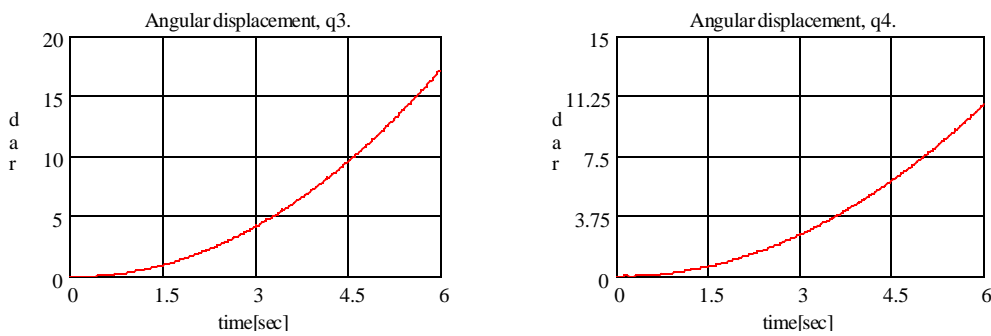 Angular displacement, q3.
20
15
10
5
0
d
a
r
0 1.5 3 4.5 6
time[sec]
Angular displacement, q4.
15
11.25
7.5
3.75
0
d
a
r
0 1.5 3 4.5 6
time[sec]